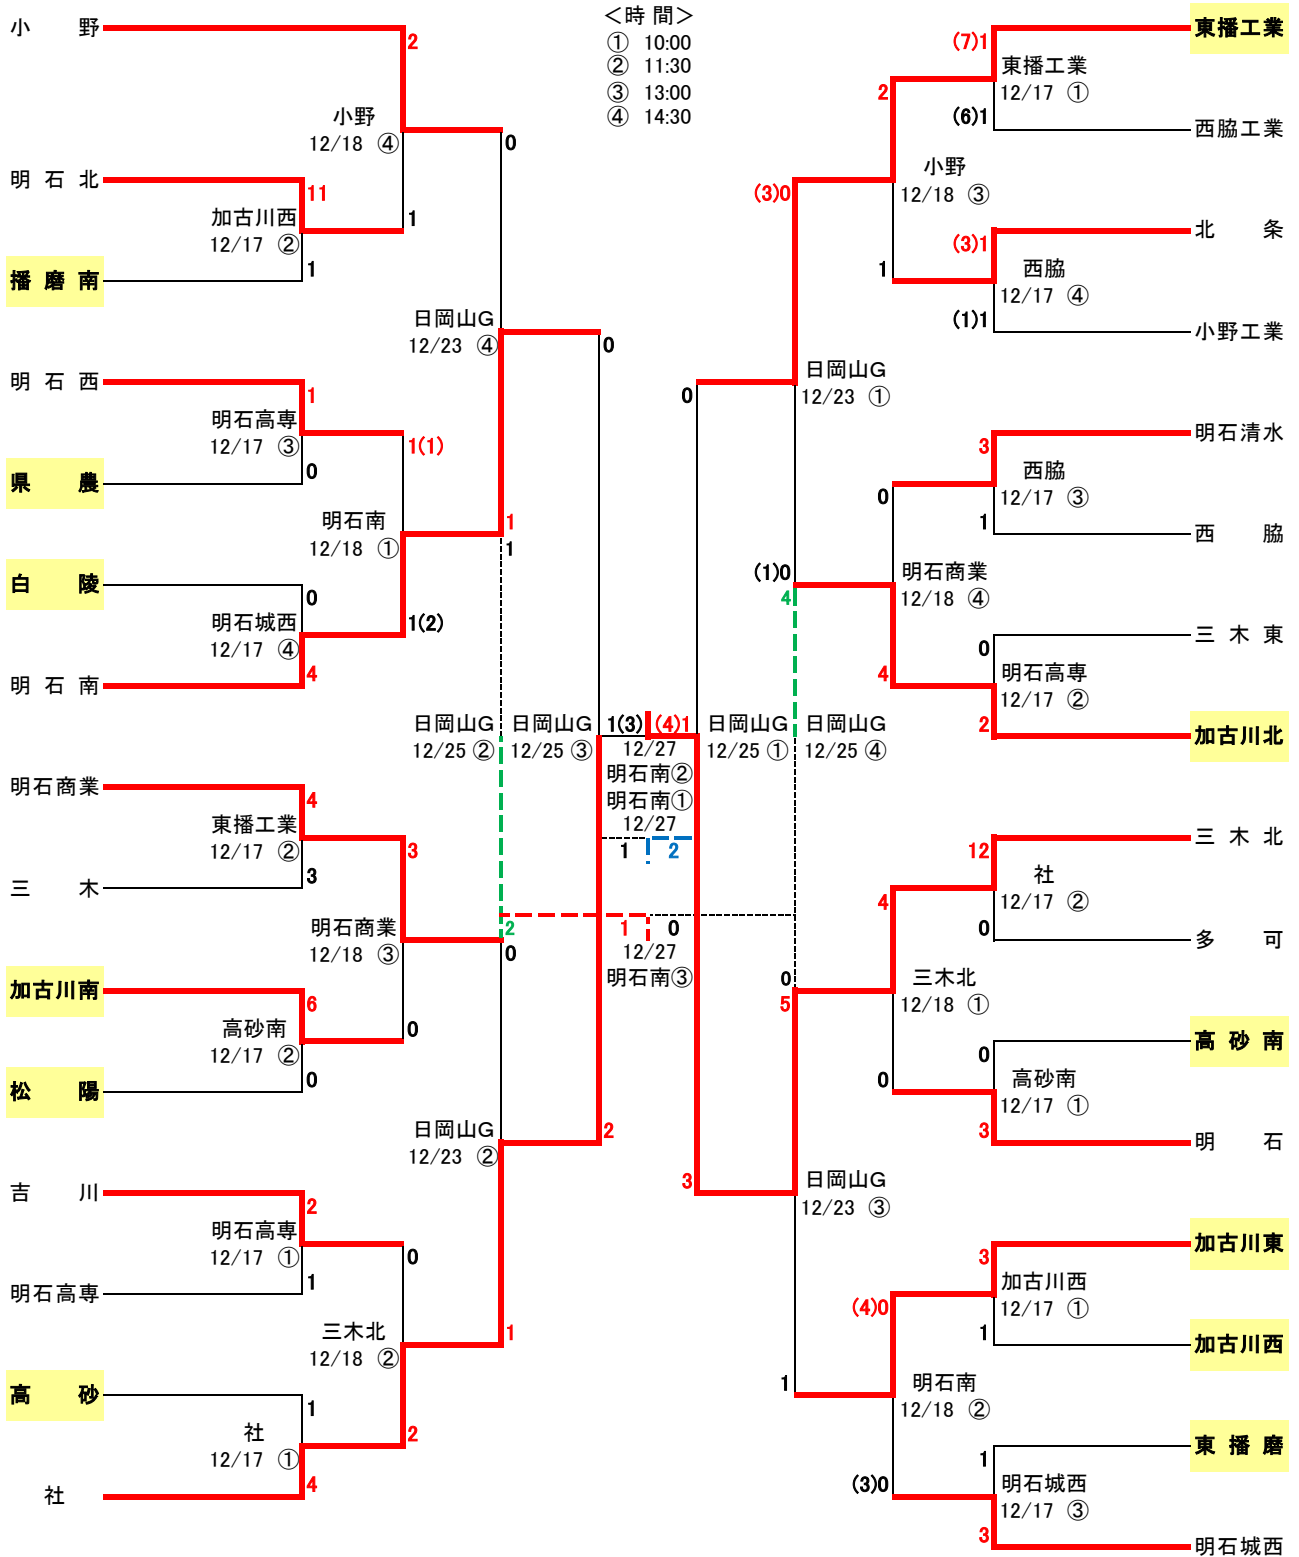 ＜時 間＞
① 10:00
② 11:30
③ 13:00
④ 14:30
小 野
2
小野
12/18 ④
0
明 石 北
11
加古川西
12/17 ②
1
播 磨 南
1
日岡山G
12/23 ④
0
明 石 西
1
明石高専
12/17 ③
1(1)
県 農
0
明石南
12/18 ①
1
1
白 陵
0
明石城西
12/17 ④
1(2)
明 石 南
4
日岡山G
12/25 ②
日岡山G
12/25 ③
明石商業
4
東播工業
12/17 ②
3
三 木
3
明石商業
12/18 ③
2
0
加古川南
6
高砂南
12/17 ②
0
松 陽
0
日岡山G
12/23 ②
2
吉 川
2
明石高専
12/17 ①
0
明石高専
1
三木北
12/18 ②
1
高 砂
1
社
12/17 ①
2
社
4
1(3)
(4)1
12/27
明石南②
明石南①
12/27
1
2
1
0
12/27
明石南③
東播工業
(7)1
東播工業
12/17 ①
2
(6)1
西脇工業
小野
12/18 ③
(3)0
北 条
(3)1
西脇
12/17 ④
1
(1)1
小野工業
日岡山G
12/23 ①
0
明石清水
3
西脇
12/17 ③
0
1
西 脇
明石商業
12/18 ④
(1)0
4
三 木 東
0
明石高専
12/17 ②
4
2
加古川北
日岡山G
12/25 ①
日岡山G
12/25 ④
三 木 北
12
社
12/17 ②
4
0
多 可
三木北
12/18 ①
0
5
高 砂 南
0
高砂南
12/17 ①
0
3
明 石
日岡山G
12/23 ③
3
加古川東
3
加古川西
12/17 ①
(4)0
1
加古川西
明石南
12/18 ②
1
東 播 磨
1
明石城西
12/17 ③
(3)0
3
明石城西